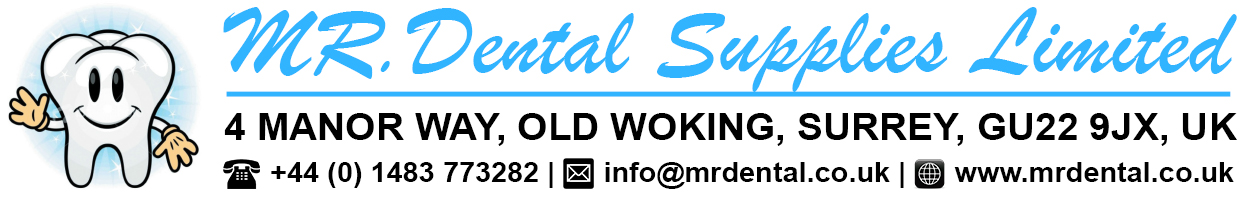 MR. Dental Supplies Limited
4 MANOR WAY, OLD WOKING, SURREY, GU22 9JX, UK
+44 (0) 1483 773282 | info@mrdental.co.uk | www.mrdental.co.uk